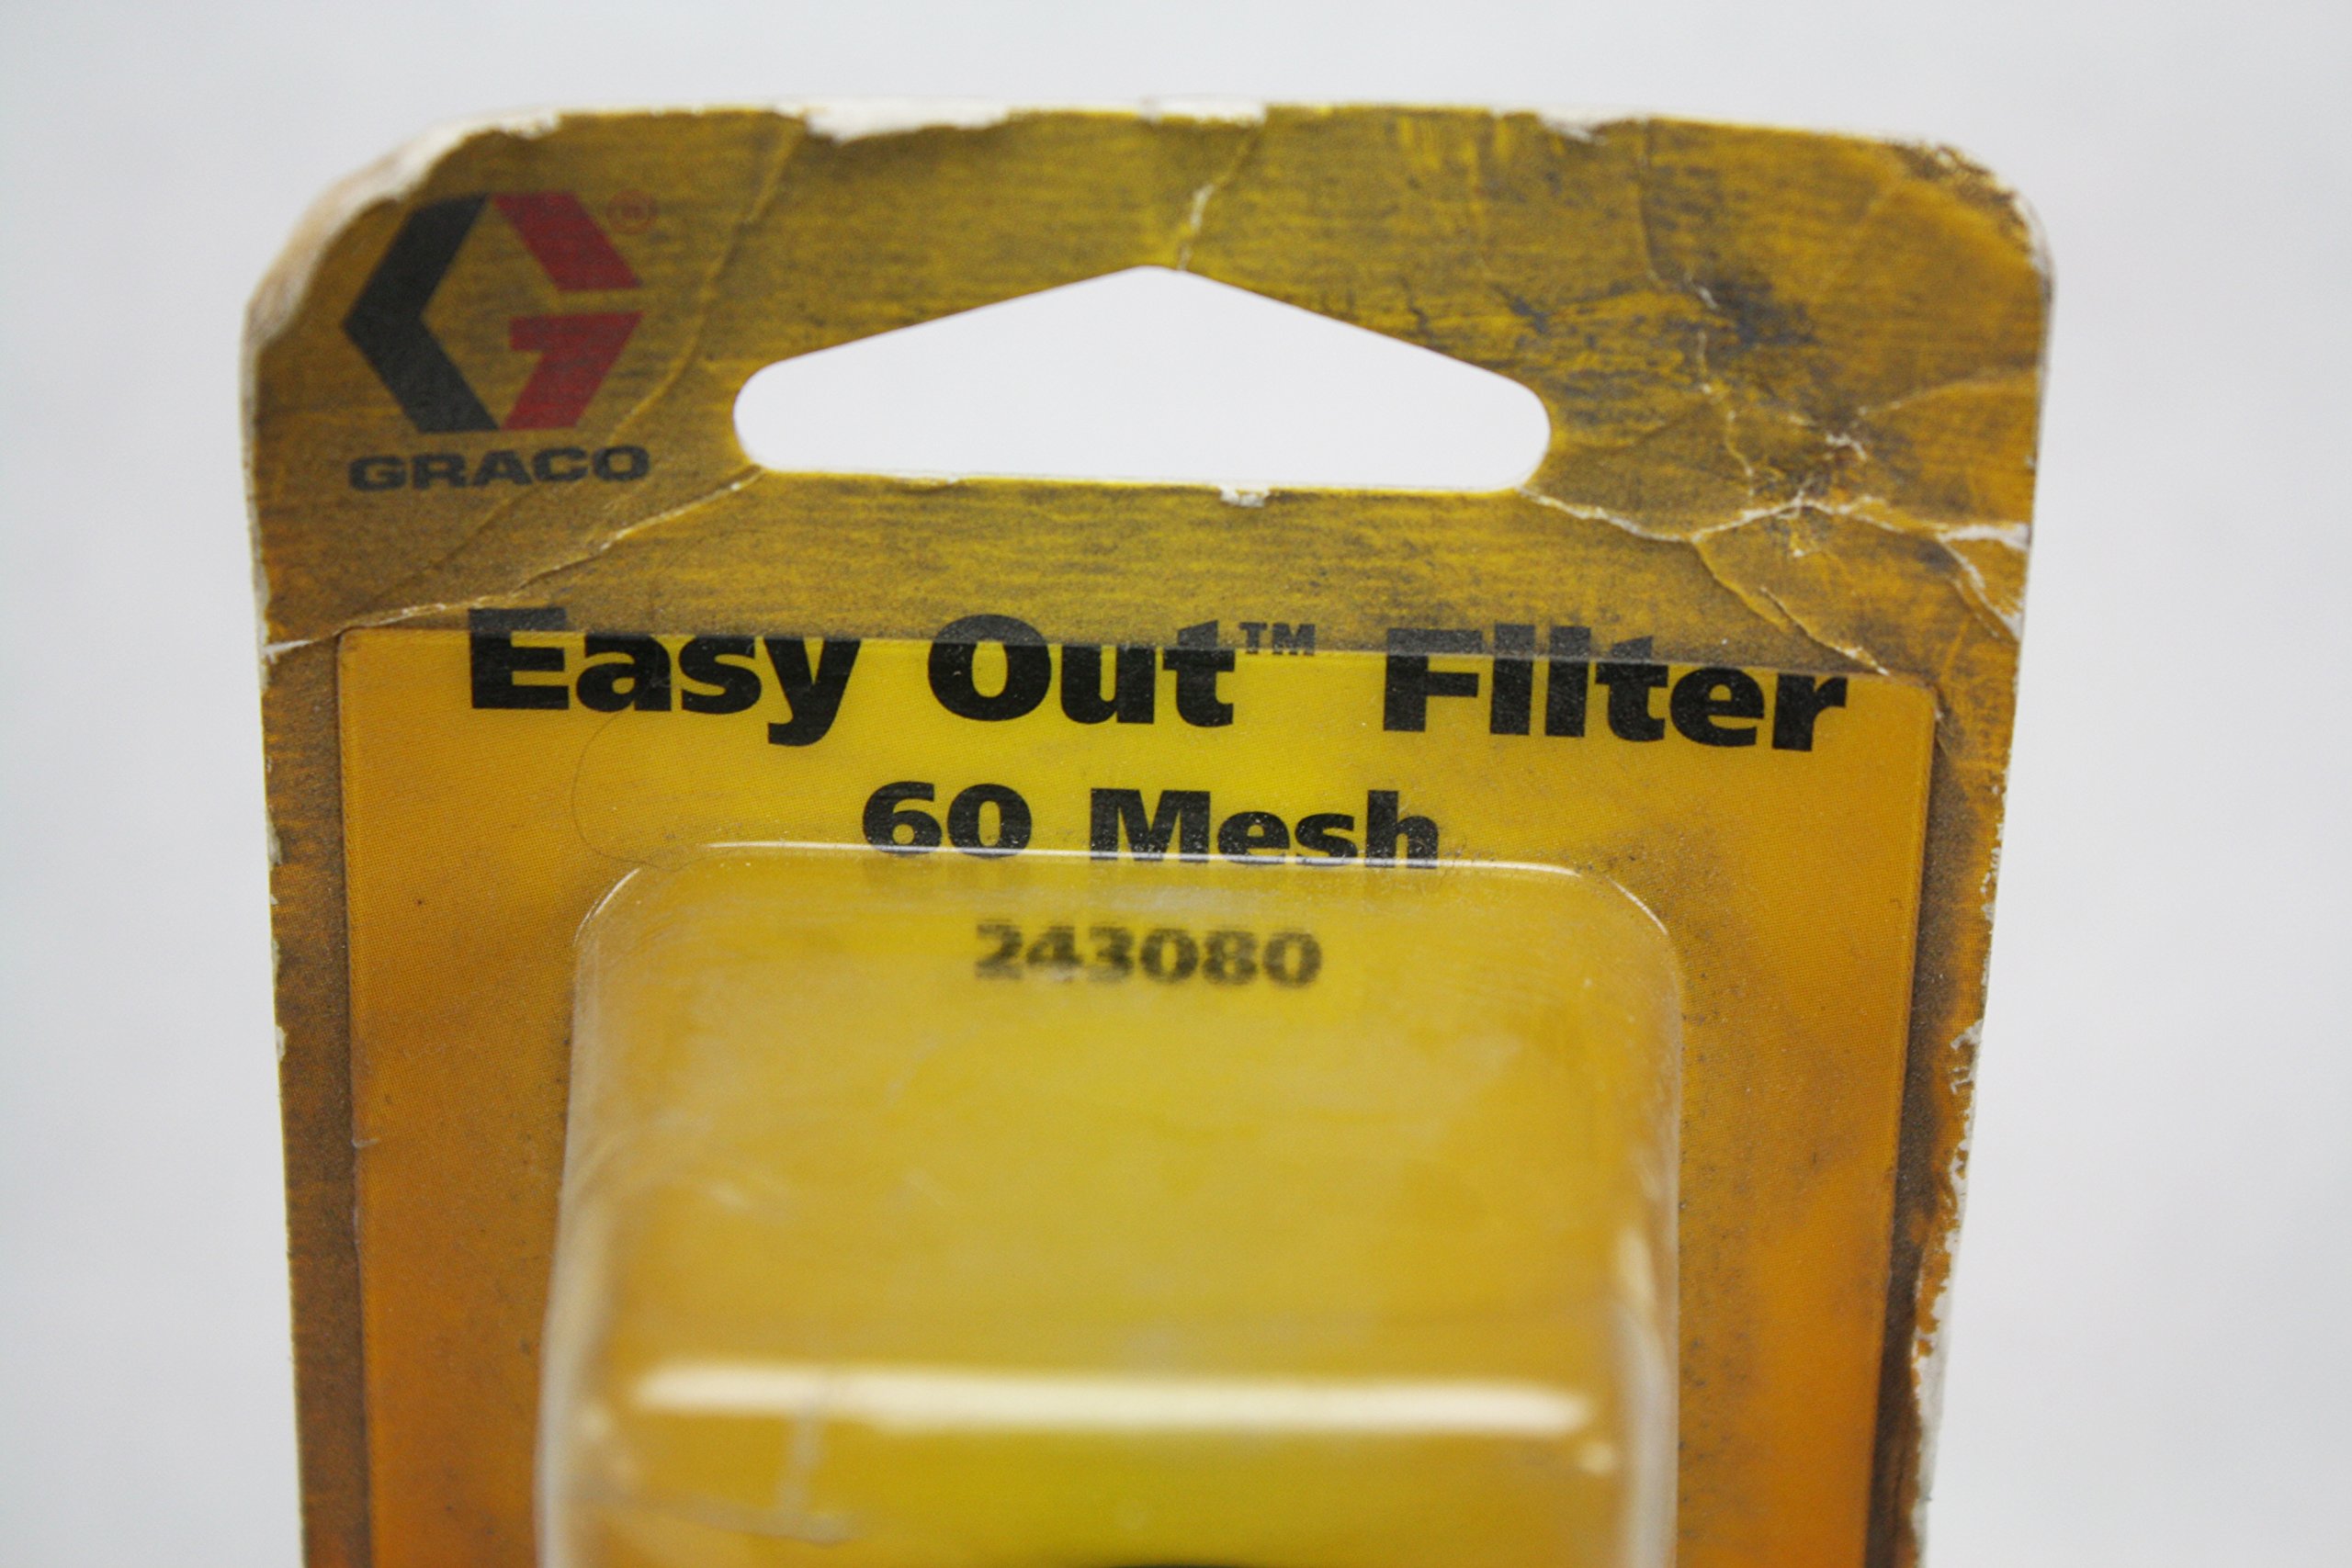 ®
GRACO
Easy Out™ Filter
60 Mesh
243080